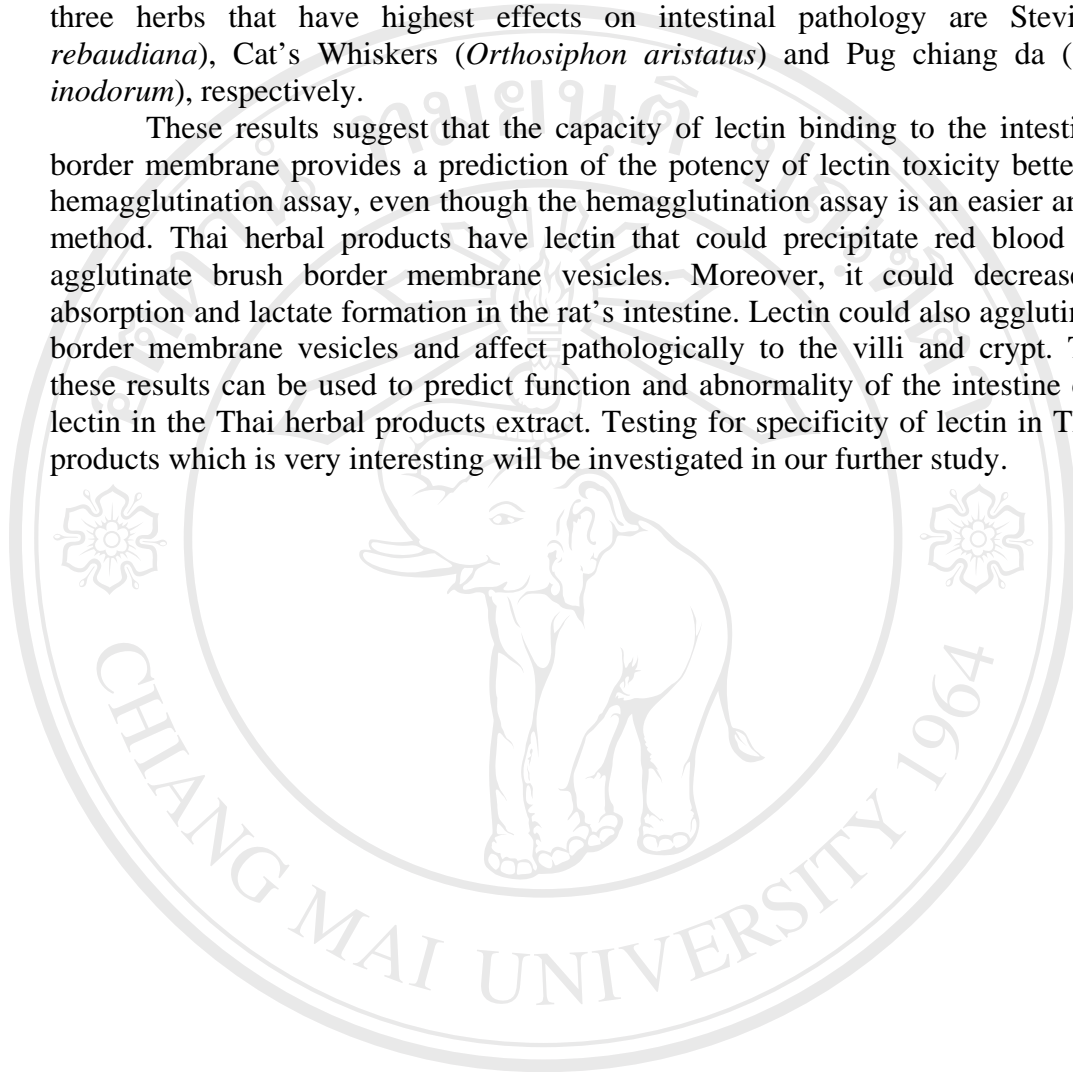 three herbs that have highest effects on intestinal pathology are Stevi
rebaudiana), Cat's Whiskers (Orthosiphon aristatus) and Pug chiang da (
inodorum), respectively.
These results suggest that the capacity of lectin binding to the intesti
border membrane provides a prediction of the potency of lectin toxicity bette
hemagglutination assay, even though the hemagglutination assay is an easier an
method. Thai herbal products have lectin that could precipitate red blood
agglutinate brush border membrane vesicles. Moreover, it could decrease
absorption and lactate formation in the rat's intestine. Lectin could also agglutin
border membrane vesicles and affect pathologically to the villi and crypt. T
these results can be used to predict function and abnormality of the intestine
lectin in the Thai herbal products extract. Testing for specificity of lectin in T
products which is very interesting will be investigated in our further study.
CHIANG MAI UNIVERSITY 1964